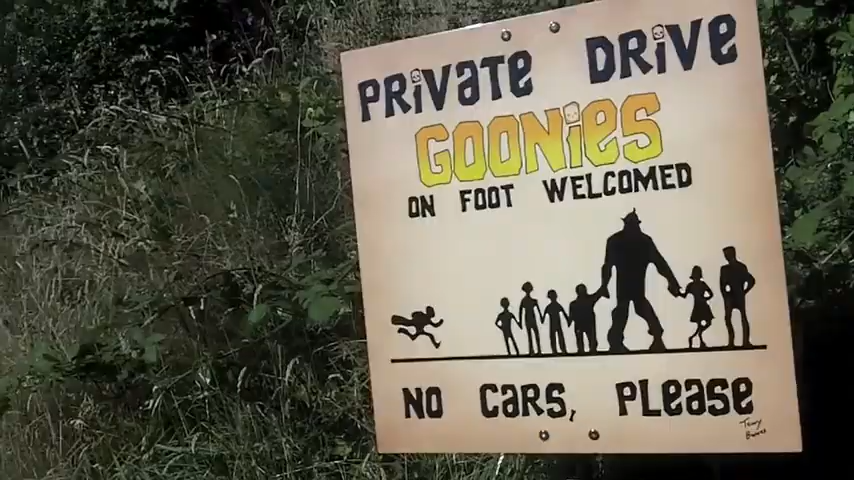 PRiVaTe DRiVe
GOONieS
ON FOOT WELCOMED
NO CaRS, PLeaSe